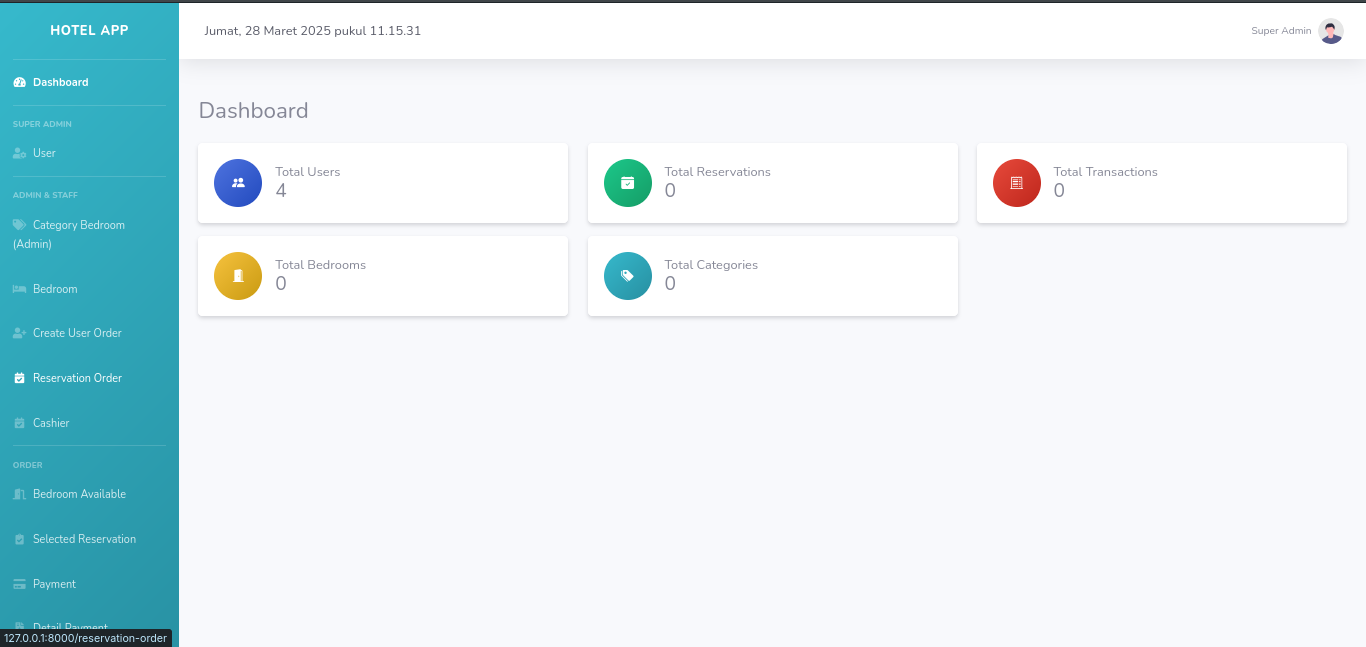 HOTEL APP
Dashboard
SUPER ADMIN
User
ADMIN & STAFF
Category Bedroom
(Admin)
Bedroom
Create User Order
Reservation Order
Cashier
ORDER
Bedroom Available
Selected Reservation
Payment
Detail Payment
127.0.0.1:8000/reservation-order
Jumat, 28 Maret 2025 pukul 11.15.31
Super Admin
Dashboard
Total Users
4
Total Reservations
0
Total Transactions
0
Total Bedrooms
0
Total Categories
0